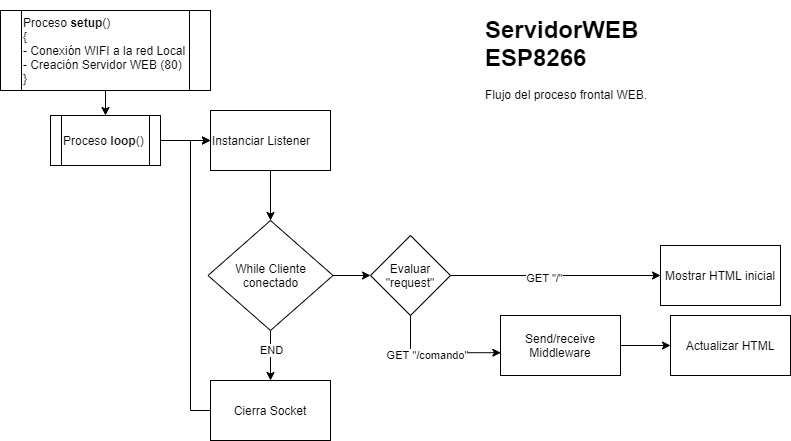 Proceso setup()
{
- Conexión WIFI a la red Local
- Creación Servidor WEB (80)
}
ServidorWEB
ESP8266
Flujo del proceso frontal WEB.
Proceso loop()
Instanciar Listener
While Cliente
conectado
Evaluar
"request"
GET "/"
Mostrar HTML inicial
GET "/comando"
Send/receive
Middleware
Actualizar HTML
END
Cierra Socket